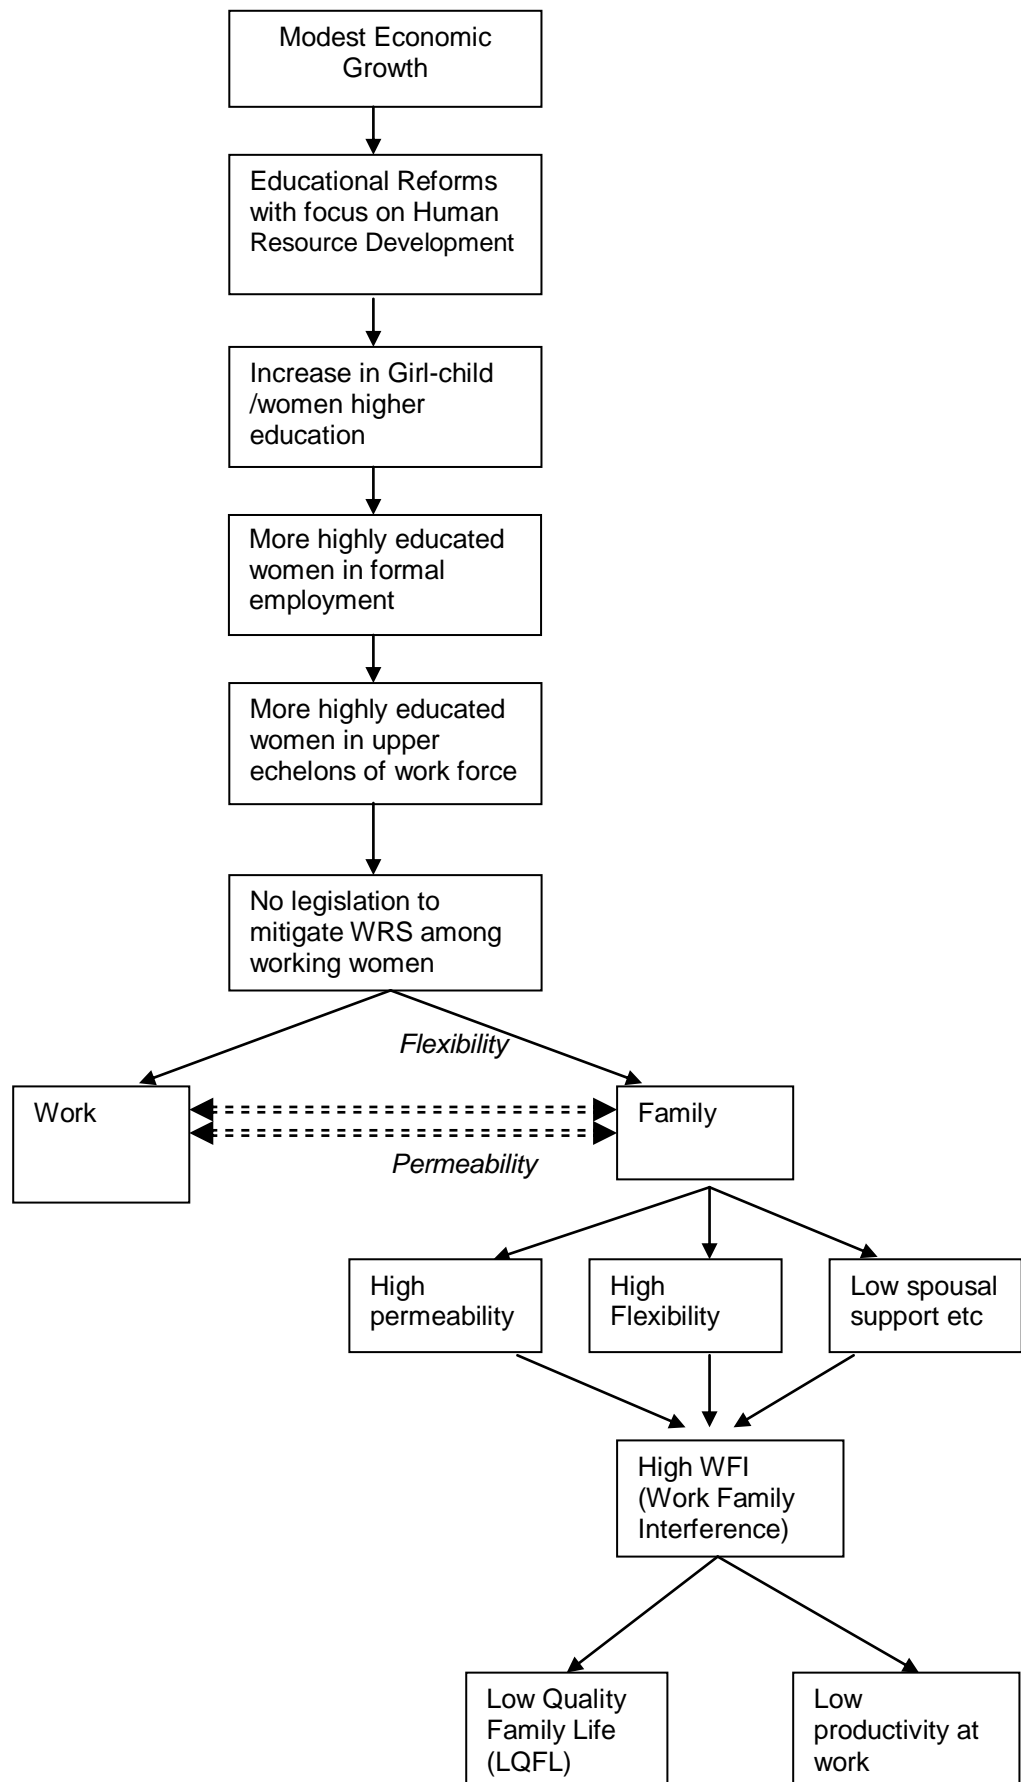 Modest Economic
Growth
Educational Reforms
with focus on Human
Resource Development
Increase in Girl-child
/women higher
education
More highly educated
women in formal
employment
More highly educated
women in upper
echelons of work force
No legislation to
mitigate WRS among
working women
Flexibility
Work
Family
Permeability
High
permeability
High
Flexibility
Low spousal
support etc
High WFI
(Work Family
Interference)
Low Quality
Family Life
(LQFL)
Low
productivity at
work